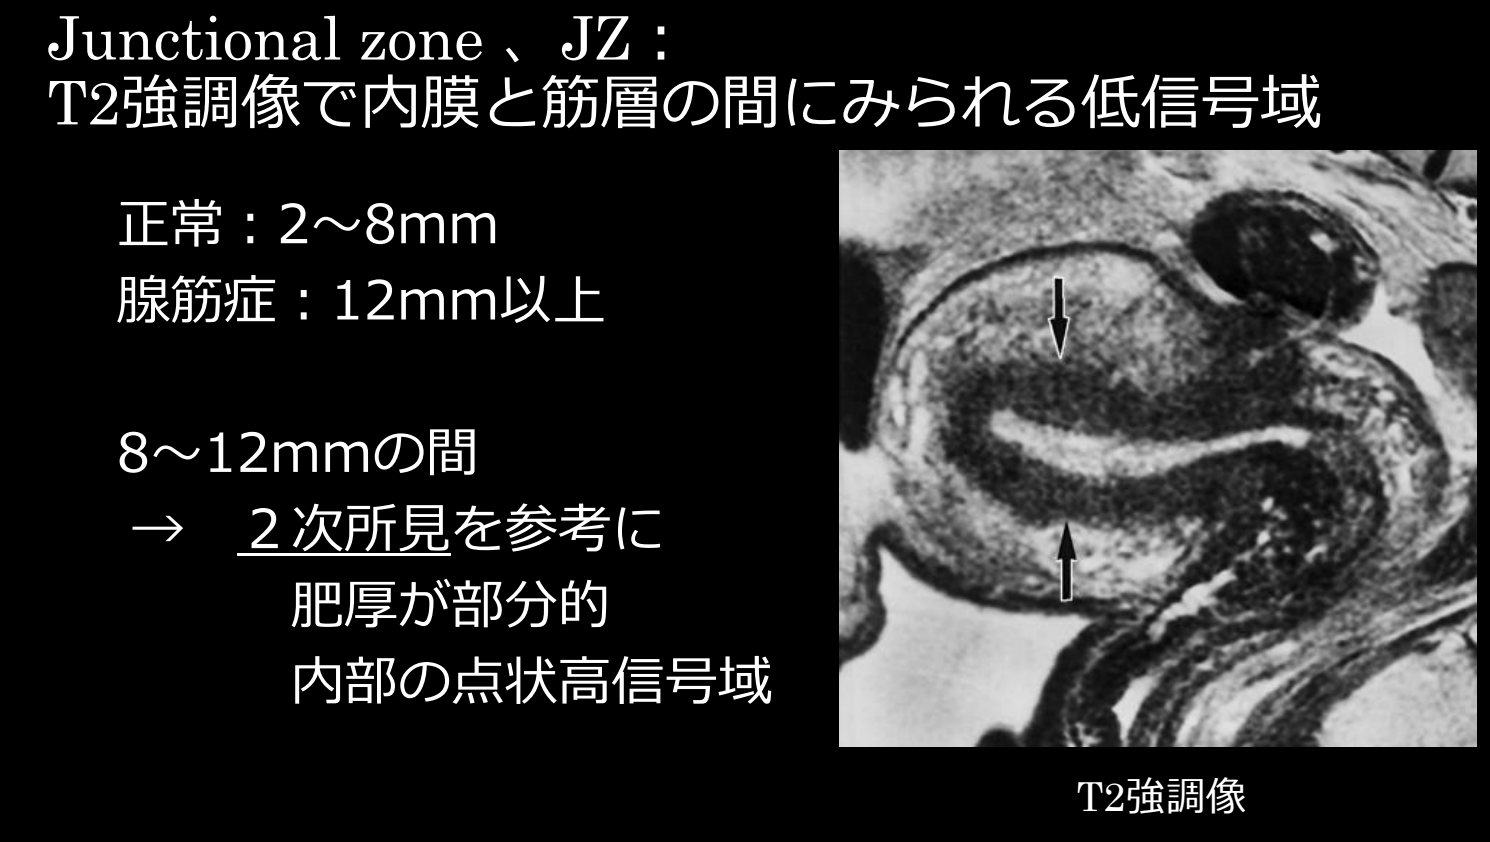 Junctional zone 、JZ：
T2強調像で内膜と筋層の間にみられる低信号域
正常：2～8mm
腺筋症：12mm以上
8～12mmの間
→　２次所見を参考に
肥厚が部分的
内部の点状高信号域
T2強調像